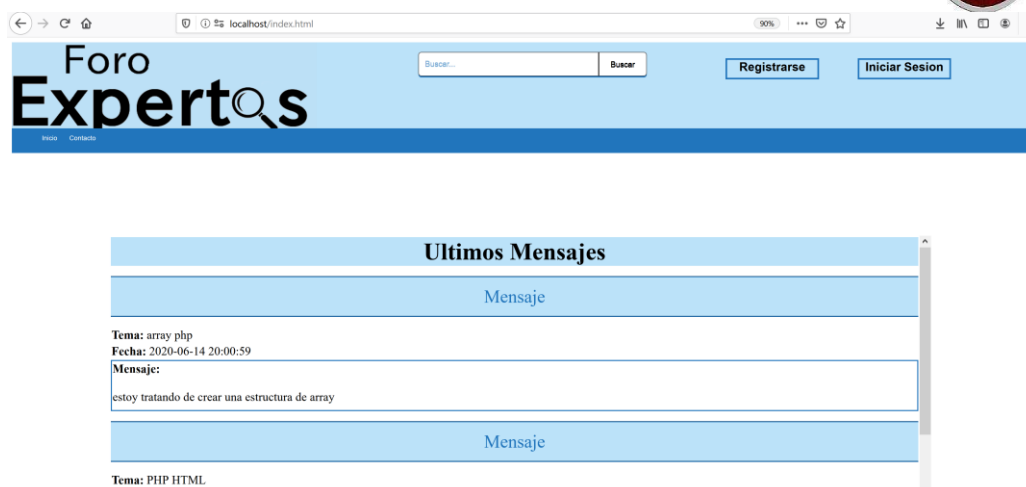 localhost/index.html
90%
Foro
Expertos
Buscar...
Buscar
Registrarse
Iniciar Sesion
Inicio Contacto
Ultimos Mensajes
Mensaje
Tema: array php
Fecha: 2020-06-14 20:00:59
Mensaje:
estoy tratando de crear una estructura de array
Mensaje
Tema: PHP HTML